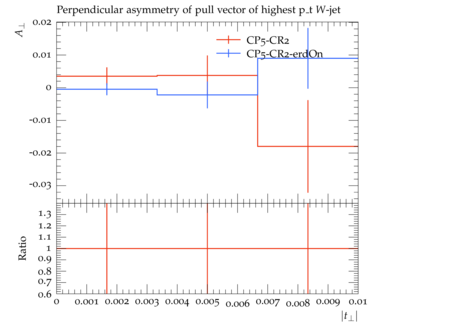 Perpendicular asymmetry of pull vector of highest p_t W-jet
A⊥
0.02
0.01
0
-0.01
-0.02
-0.03
CP5-CR2
CP5-CR2-erdOn
Ratio
1.3
1.2
1.1
1
0.9
0.8
0.7
0.6
0 0.001 0.002 0.003 0.004 0.005 0.006 0.007 0.008 0.009 0.01
|t⊥|